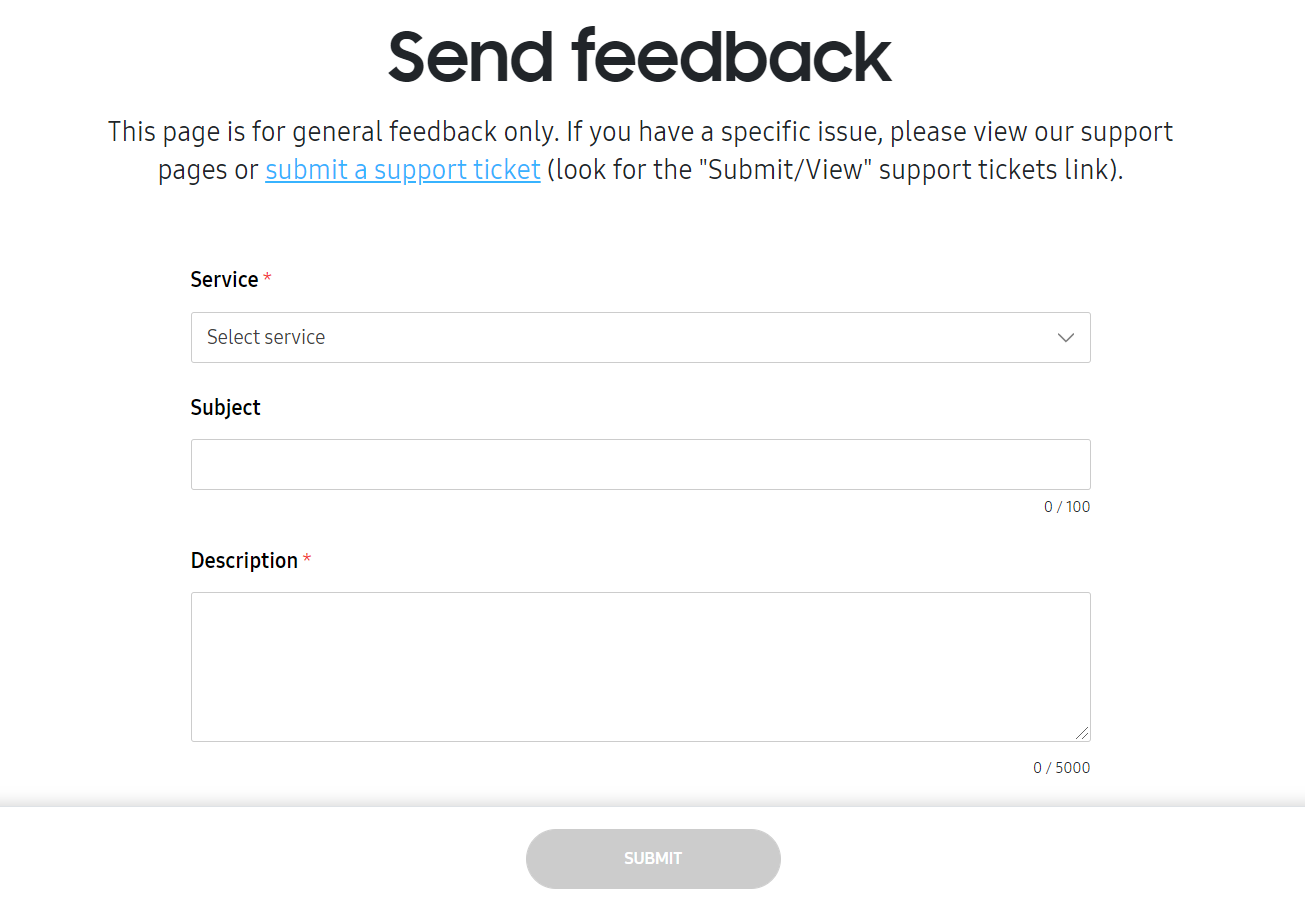 Send feedback
This page is for general feedback only. If you have a specific issue, please view our support
pages or submit a support ticket (look for the "Submit/View" support tickets link).
Service *
Select service
Subject
0 / 100
Description *
0 / 5000
SUBMIT